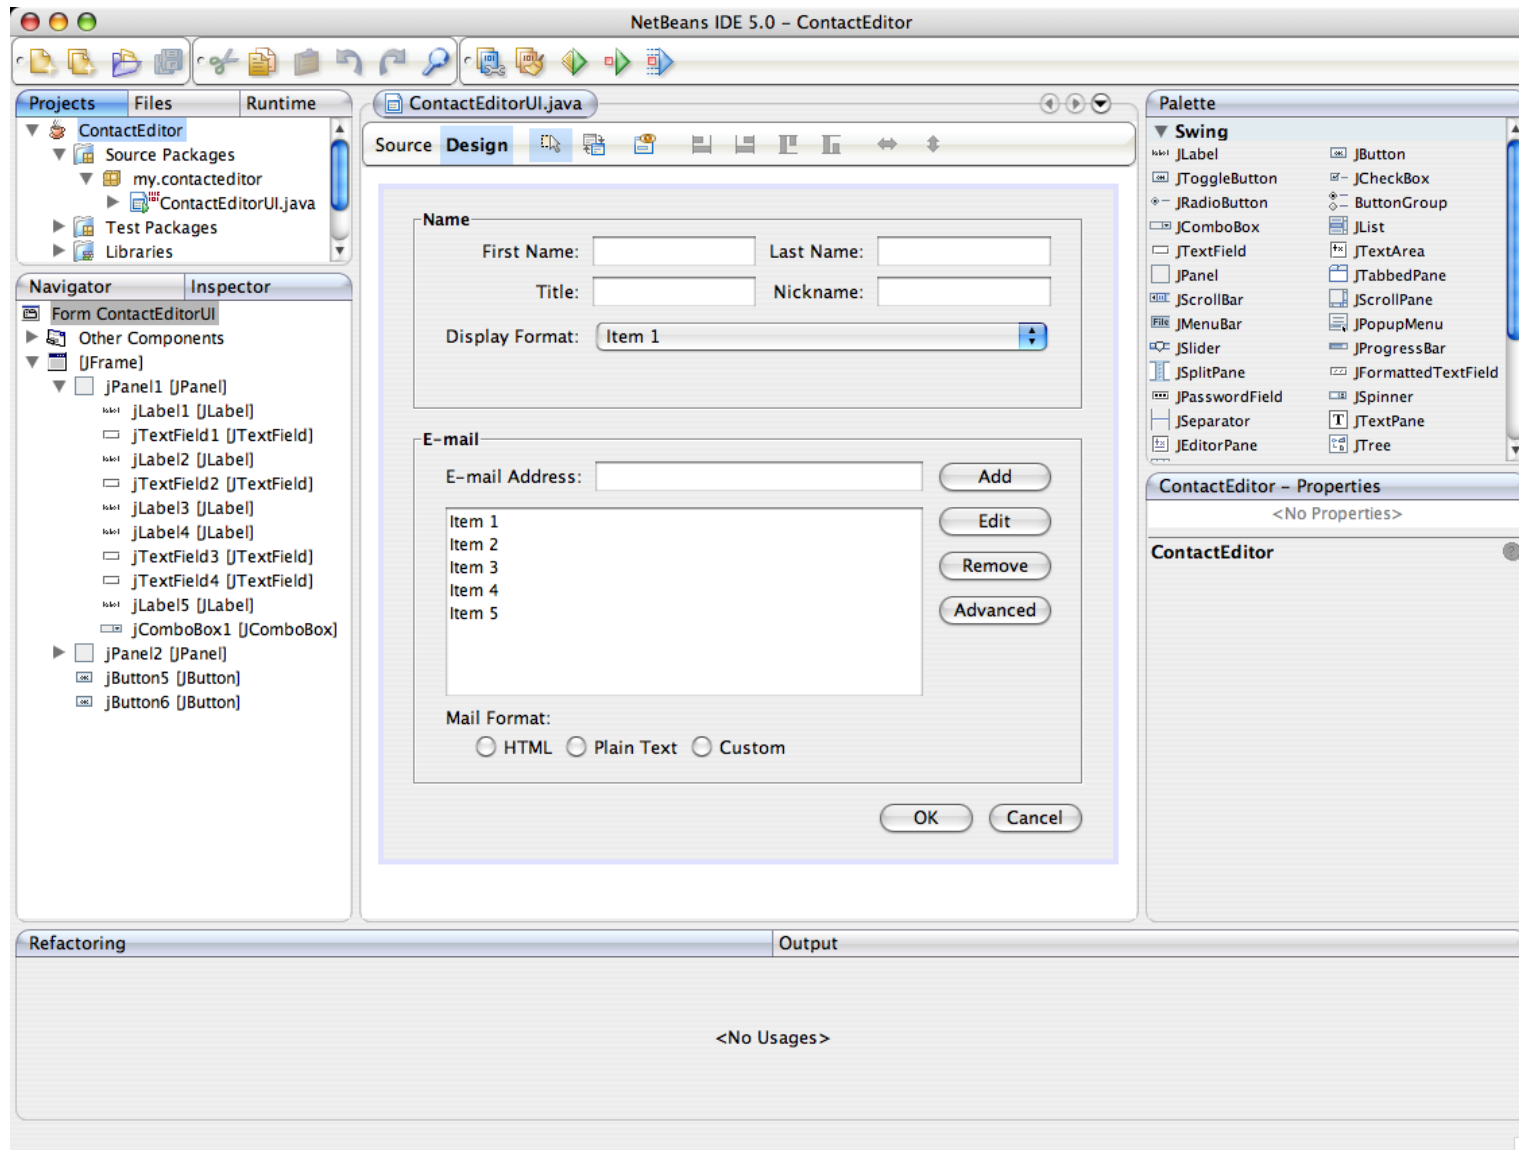 NetBeans IDE 5.0 – ContactEditor
Projects Files Runtime
ContactEditor
Source Packages
my.contacteditor
ContactEditorUI.java
Test Packages
Libraries
Navigator Inspector
Form ContactEditorUI
Other Components
[JFrame]
jPanel1 [JPanel]
jLabel1 [JLabel]
jTextField1 [JTextField]
jLabel2 [JLabel]
jTextField2 [JTextField]
jLabel3 [JLabel]
jLabel4 [JLabel]
jTextField3 [JTextField]
jTextField4 [JTextField]
jLabel5 [JLabel]
jComboBox1 [JComboBox]
jPanel2 [JPanel]
jButton5 [JButton]
jButton6 [JButton]
ContactEditorUI.java
Source Design
Name
First Name: Last Name:
Title: Nickname:
Display Format: Item 1
E-mail
E-mail Address: Add
Item 1 Edit
Item 2
Item 3 Remove
Item 4
Item 5 Advanced
Mail Format:
HTML Plain Text Custom
OK Cancel
Palette
Swing
JLabel JButton
JToggleButton JCheckBox
JRadioButton ButtonGroup
JComboBox JList
JTextField JTextArea
JPanel JTabbedPane
JScrollBar JScrollPane
JMenuBar JPopupMenu
JSlider JProgressBar
JSplitPane JFormattedTextField
JPasswordField JSpinner
JSeparator JTextPane
JEditorPane JTree
ContactEditor – Properties
<No Properties>
ContactEditor
Refactoring Output
<No Usages>